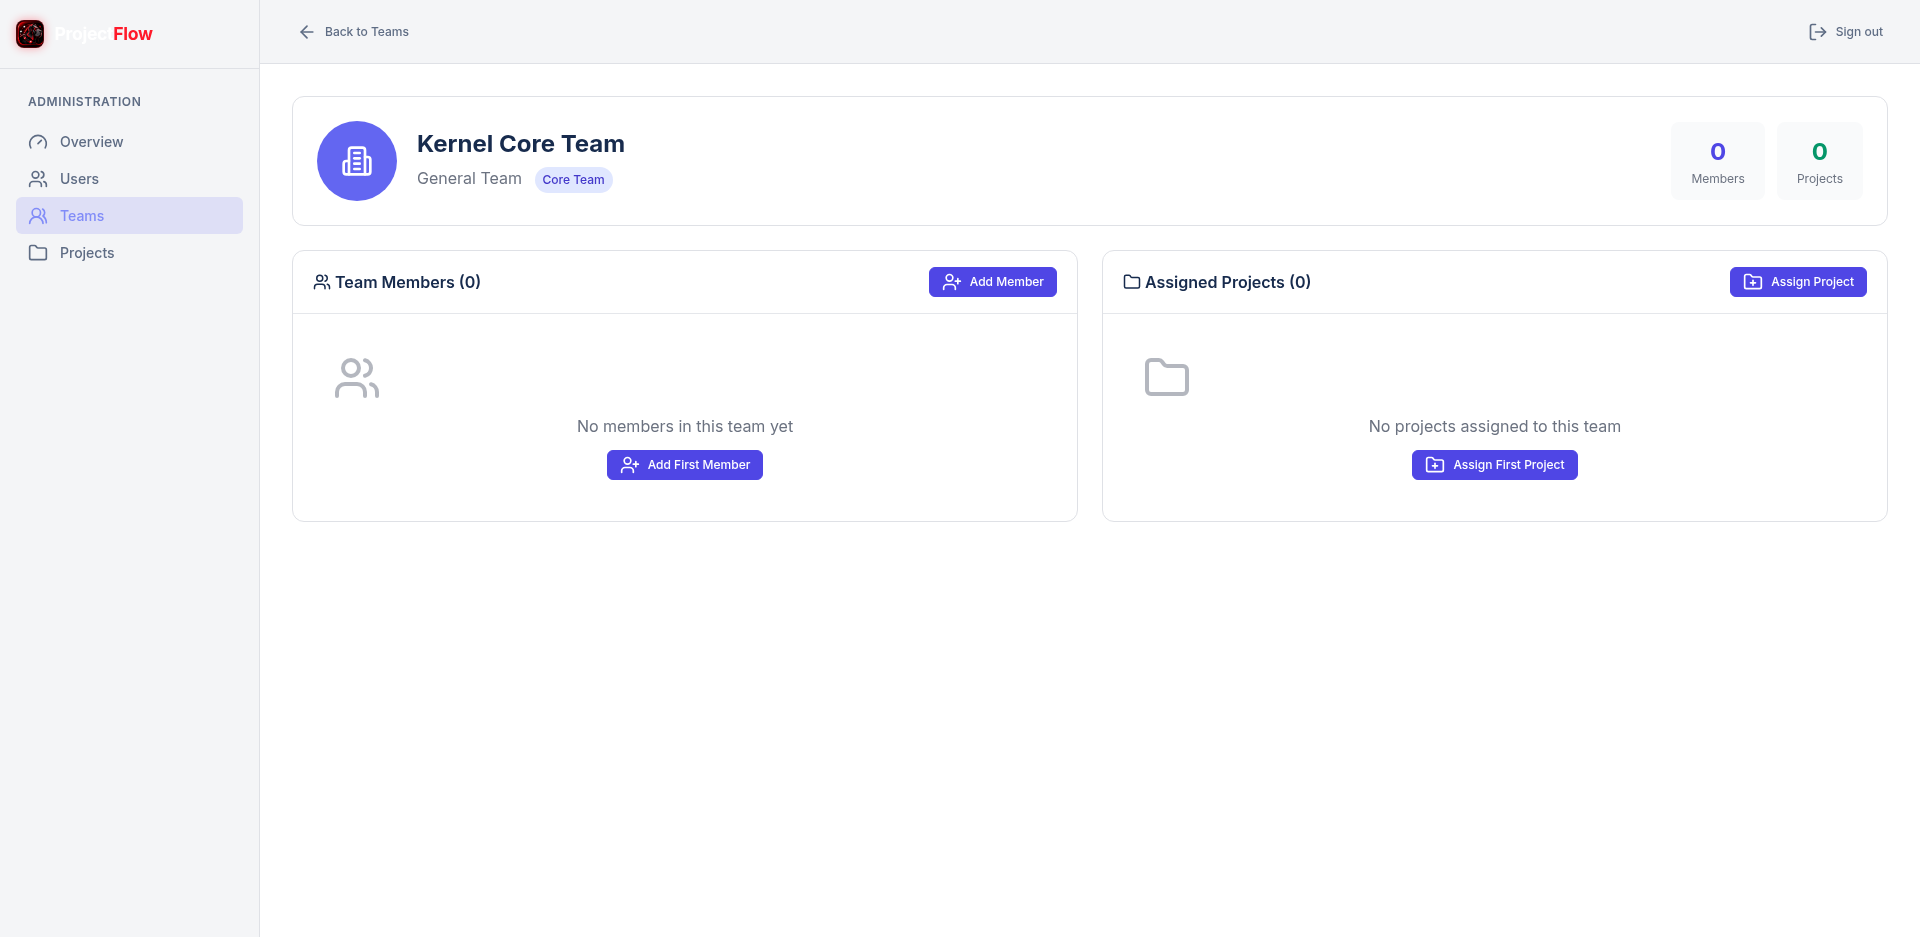 ProjectFlow
Back to Teams
Sign out
ADMINISTRATION
Overview
Users
Teams
Projects
Kernel Core Team
General Team Core Team
0
Members
0
Projects
Team Members (0)
Add Member
No members in this team yet
Add First Member
Assigned Projects (0)
Assign Project
No projects assigned to this team
Assign First Project